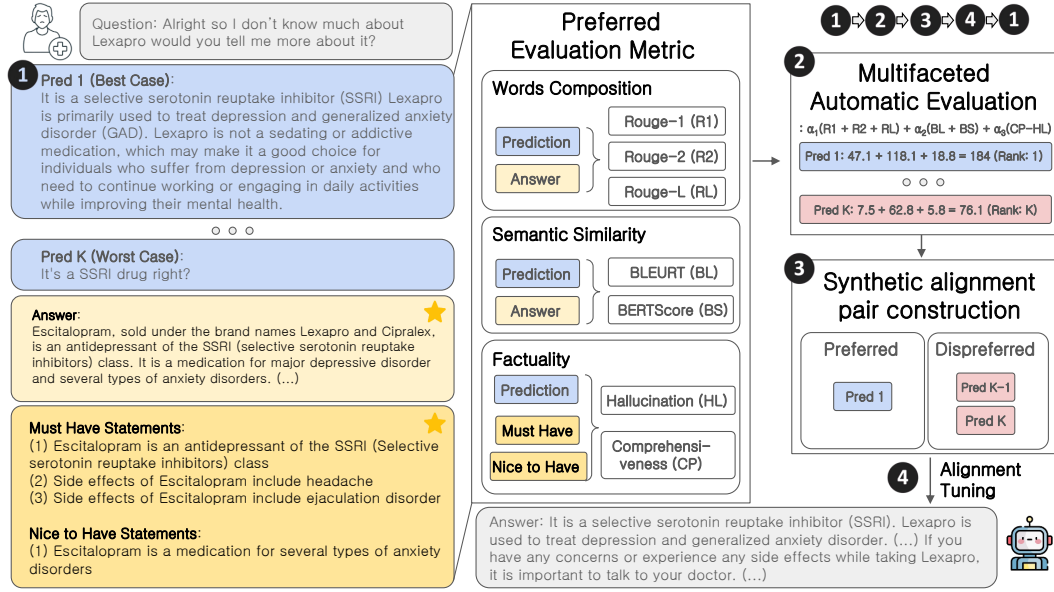 Question: Alright so I don't know much about
Lexapro would you tell me more about it?
1
Pred 1 (Best Case):
It is a selective serotonin reuptake inhibitor (SSRI) Lexapro
is primarily used to treat depression and generalized anxiety
disorder (GAD). Lexapro is not a sedating or addictive
medication, which may make it a good choice for
individuals who suffer from depression or anxiety and who
need to continue working or engaging in daily activities
while improving their mental health.
Pred K (Worst Case):
It's a SSRI drug right?
Answer:
Escitalopram, sold under the brand names Lexapro and Cipralex,
is an antidepressant of the SSRI (selective serotonin reuptake
inhibitors) class. It is a medication for major depressive disorder
and several types of anxiety disorders. (...)
Must Have Statements:
(1) Escitalopram is an antidepressant of the SSRI (Selective
serotonin reuptake inhibitors) class
(2) Side effects of Escitalopram include headache
(3) Side effects of Escitalopram include ejaculation disorder
Nice to Have Statements:
(1) Escitalopram is a medication for several types of anxiety
disorders
Preferred
Evaluation Metric
Words Composition
Prediction
Answer
Rouge-1 (R1)
Rouge-2 (R2)
Rouge-L (RL)
Semantic Similarity
Prediction
Answer
BLEURT (BL)
BERTScore (BS)
Factuality
Prediction
Must Have
Nice to Have
Hallucination (HL)
Comprehensi-
veness (CP)
1 ⇨ 2 ⇨ 3 ⇨ 4 ⇨ 1
2
Multifaceted
Automatic Evaluation
: α₁(R1 + R2 + RL) + α₂(BL + BS) + α₃(CP-HL)
Pred 1: 47.1 + 118.1 + 18.8 = 184 (Rank: 1)
Pred K: 7.5 + 62.8 + 5.8 = 76.1 (Rank: K)
3
Synthetic alignment
pair construction
Preferred
Pred 1
Dispreferred
Pred K-1
Pred K
4
Alignment
Tuning
Answer: It is a selective serotonin reuptake inhibitor (SSRI). Lexapro is
used to treat depression and generalized anxiety disorder. (...) If you
have any concerns or experience any side effects while taking Lexapro,
it is important to talk to your doctor. (...)